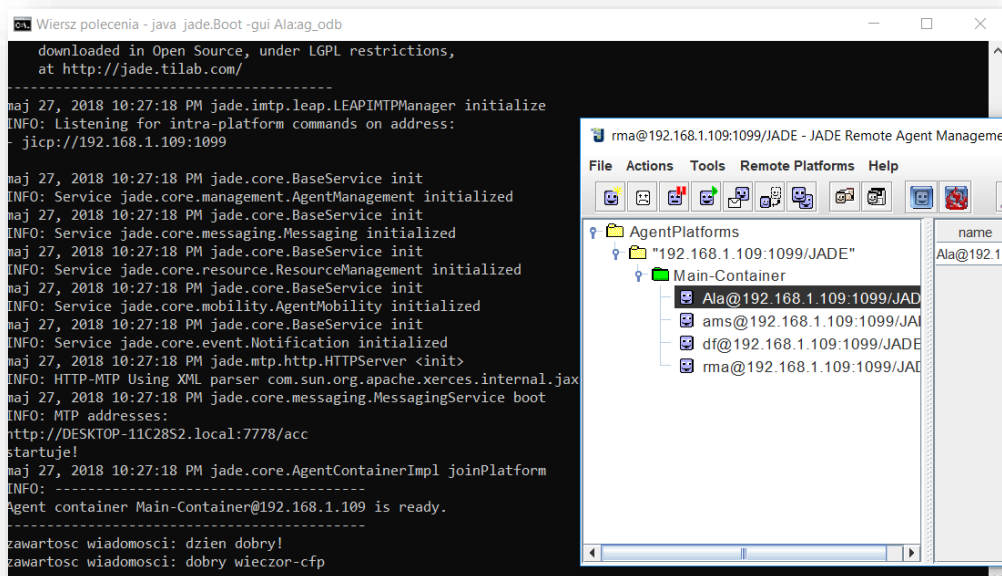 Wiersz polecenia - java jade.Boot -gui Ala:ag_odb
downloaded in Open Source, under LGPL restrictions,
at http://jade.tilab.com/
----------------------------------------
maj 27, 2018 10:27:18 PM jade.imtp.leap.LEAPIMTPManager initialize
INFO: Listening for intra-platform commands on address:
- jicp://192.168.1.109:1099
maj 27, 2018 10:27:18 PM jade.core.BaseService init
INFO: Service jade.core.management.AgentManagement initialized
maj 27, 2018 10:27:18 PM jade.core.BaseService init
INFO: Service jade.core.messaging.Messaging initialized
maj 27, 2018 10:27:18 PM jade.core.BaseService init
INFO: Service jade.core.resource.ResourceManagement initialized
maj 27, 2018 10:27:18 PM jade.core.BaseService init
INFO: Service jade.core.mobility.AgentMobility initialized
maj 27, 2018 10:27:18 PM jade.core.BaseService init
INFO: Service jade.core.event.Notification initialized
maj 27, 2018 10:27:18 PM jade.mtp.http.HTTPServer <init>
INFO: HTTP-MTP Using XML parser com.sun.org.apache.xerces.internal.jax
maj 27, 2018 10:27:18 PM jade.core.messaging.MessagingService boot
INFO: MTP addresses:
http://DESKTOP-11C28S2.local:7778/acc
startuje!
maj 27, 2018 10:27:18 PM jade.core.AgentContainerImpl joinPlatform
INFO: --------------------------------------
Agent container Main-Container@192.168.1.109 is ready.
--------------------------------------------
zawartosc wiadomosci: dzien dobry!
zawartosc wiadomosci: dobry wieczor-cfp
rma@192.168.1.109:1099/JADE - JADE Remote Agent Manageme
File Actions Tools Remote Platforms Help
AgentPlatforms
"192.168.1.109:1099/JADE"
Main-Container
Ala@192.168.1.109:1099/JAD
ams@192.168.1.109:1099/JA
df@192.168.1.109:1099/JADE
rma@192.168.1.109:1099/JAD
name
Ala@192.1